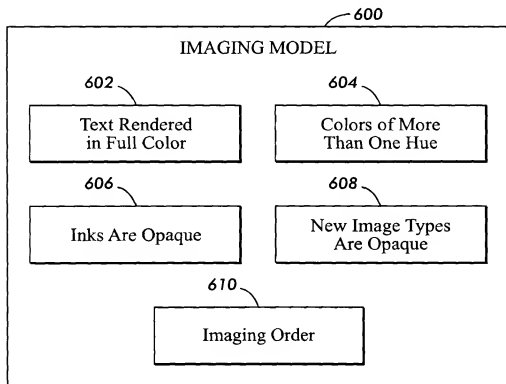 600
IMAGING MODEL
602
604
Text Rendered
in Full Color
Colors of More
Than One Hue
606
608
Inks Are Opaque
New Image Types
Are Opaque
610
Imaging Order